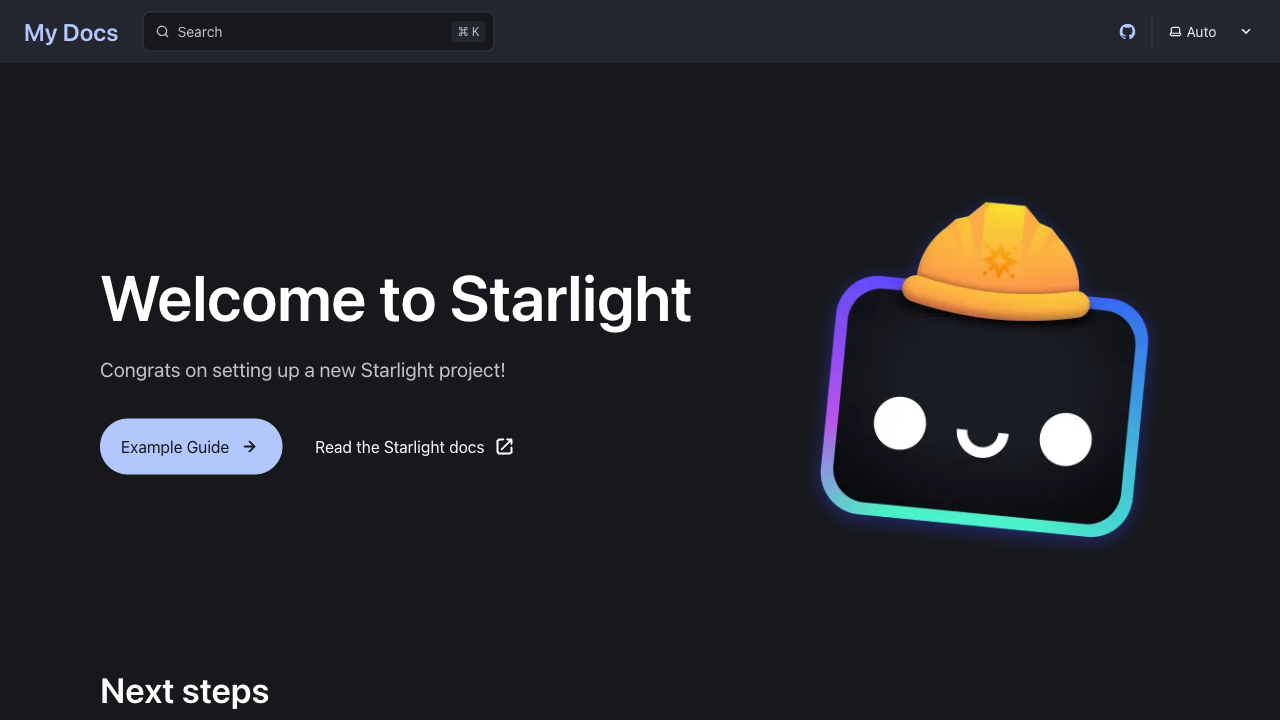 My Docs
Search
⌘ K
Auto
Welcome to Starlight
Congrats on setting up a new Starlight project!
Example Guide
Read the Starlight docs
Next steps